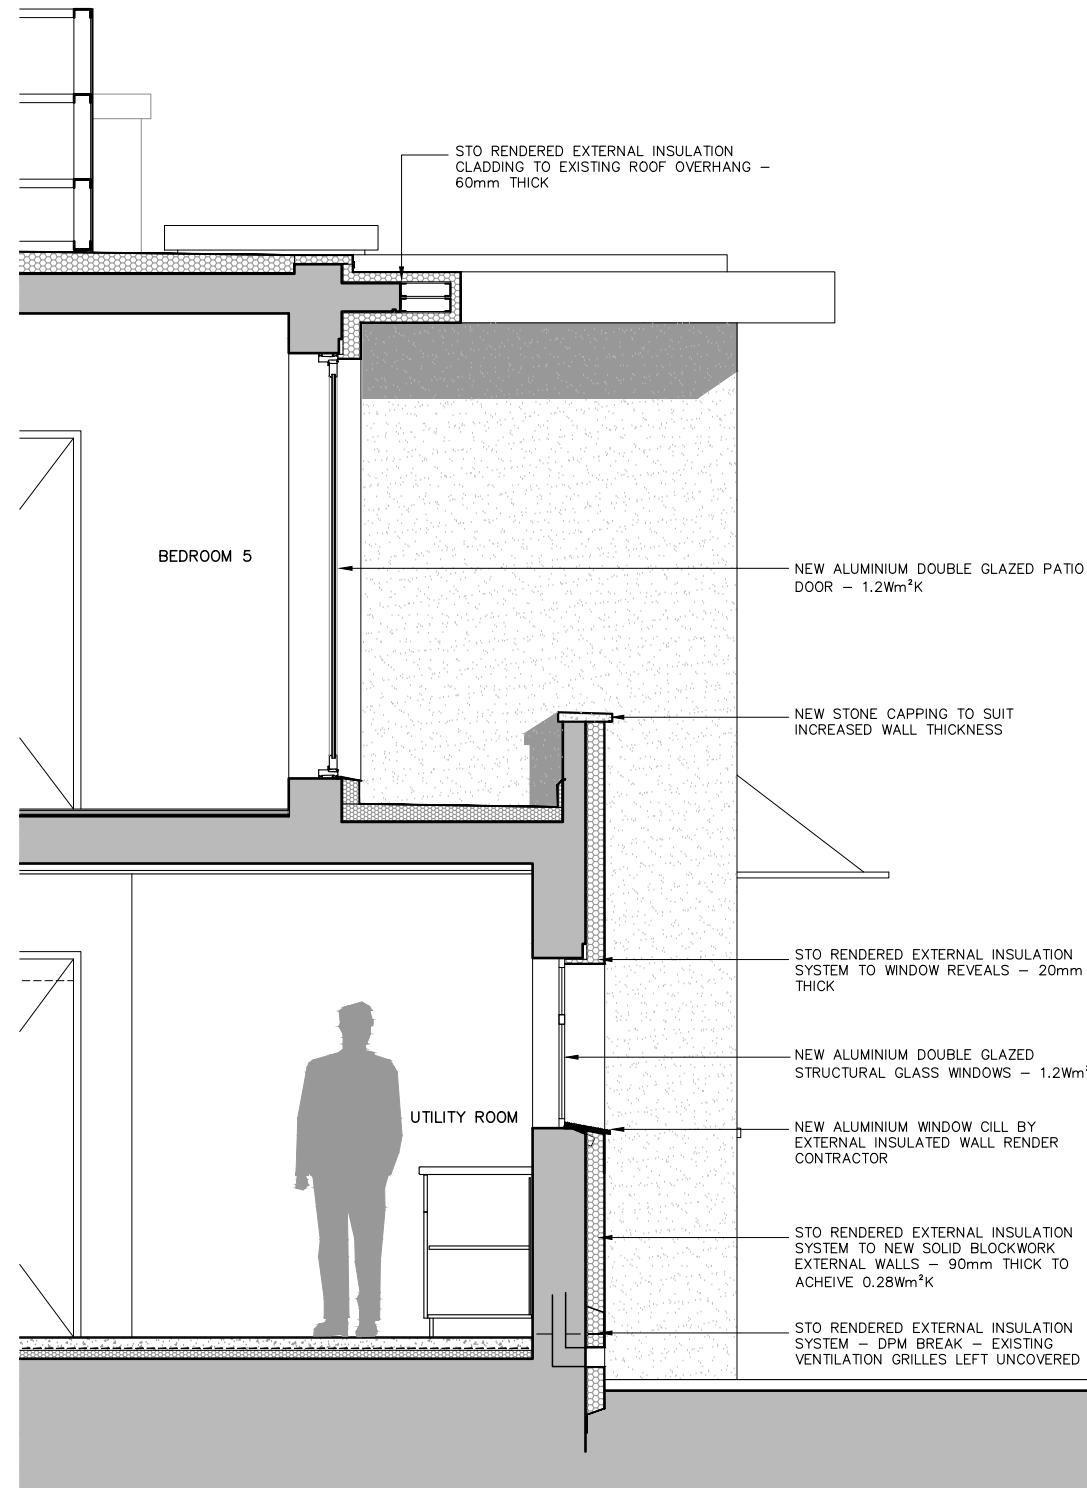 STO RENDERED EXTERNAL INSULATION
CLADDING TO EXISTING ROOF OVERHANG –
60mm THICK
BEDROOM 5
NEW ALUMINIUM DOUBLE GLAZED PATIO
DOOR – 1.2Wm²K
NEW STONE CAPPING TO SUIT
INCREASED WALL THICKNESS
STO RENDERED EXTERNAL INSULATION
SYSTEM TO WINDOW REVEALS – 20mm
THICK
NEW ALUMINIUM DOUBLE GLAZED
STRUCTURAL GLASS WINDOWS – 1.2Wm²
UTILITY ROOM
NEW ALUMINIUM WINDOW CILL BY
EXTERNAL INSULATED WALL RENDER
CONTRACTOR
STO RENDERED EXTERNAL INSULATION
SYSTEM TO NEW SOLID BLOCKWORK
EXTERNAL WALLS – 90mm THICK TO
ACHEIVE 0.28Wm²K
STO RENDERED EXTERNAL INSULATION
SYSTEM – DPM BREAK – EXISTING
VENTILATION GRILLES LEFT UNCOVERED